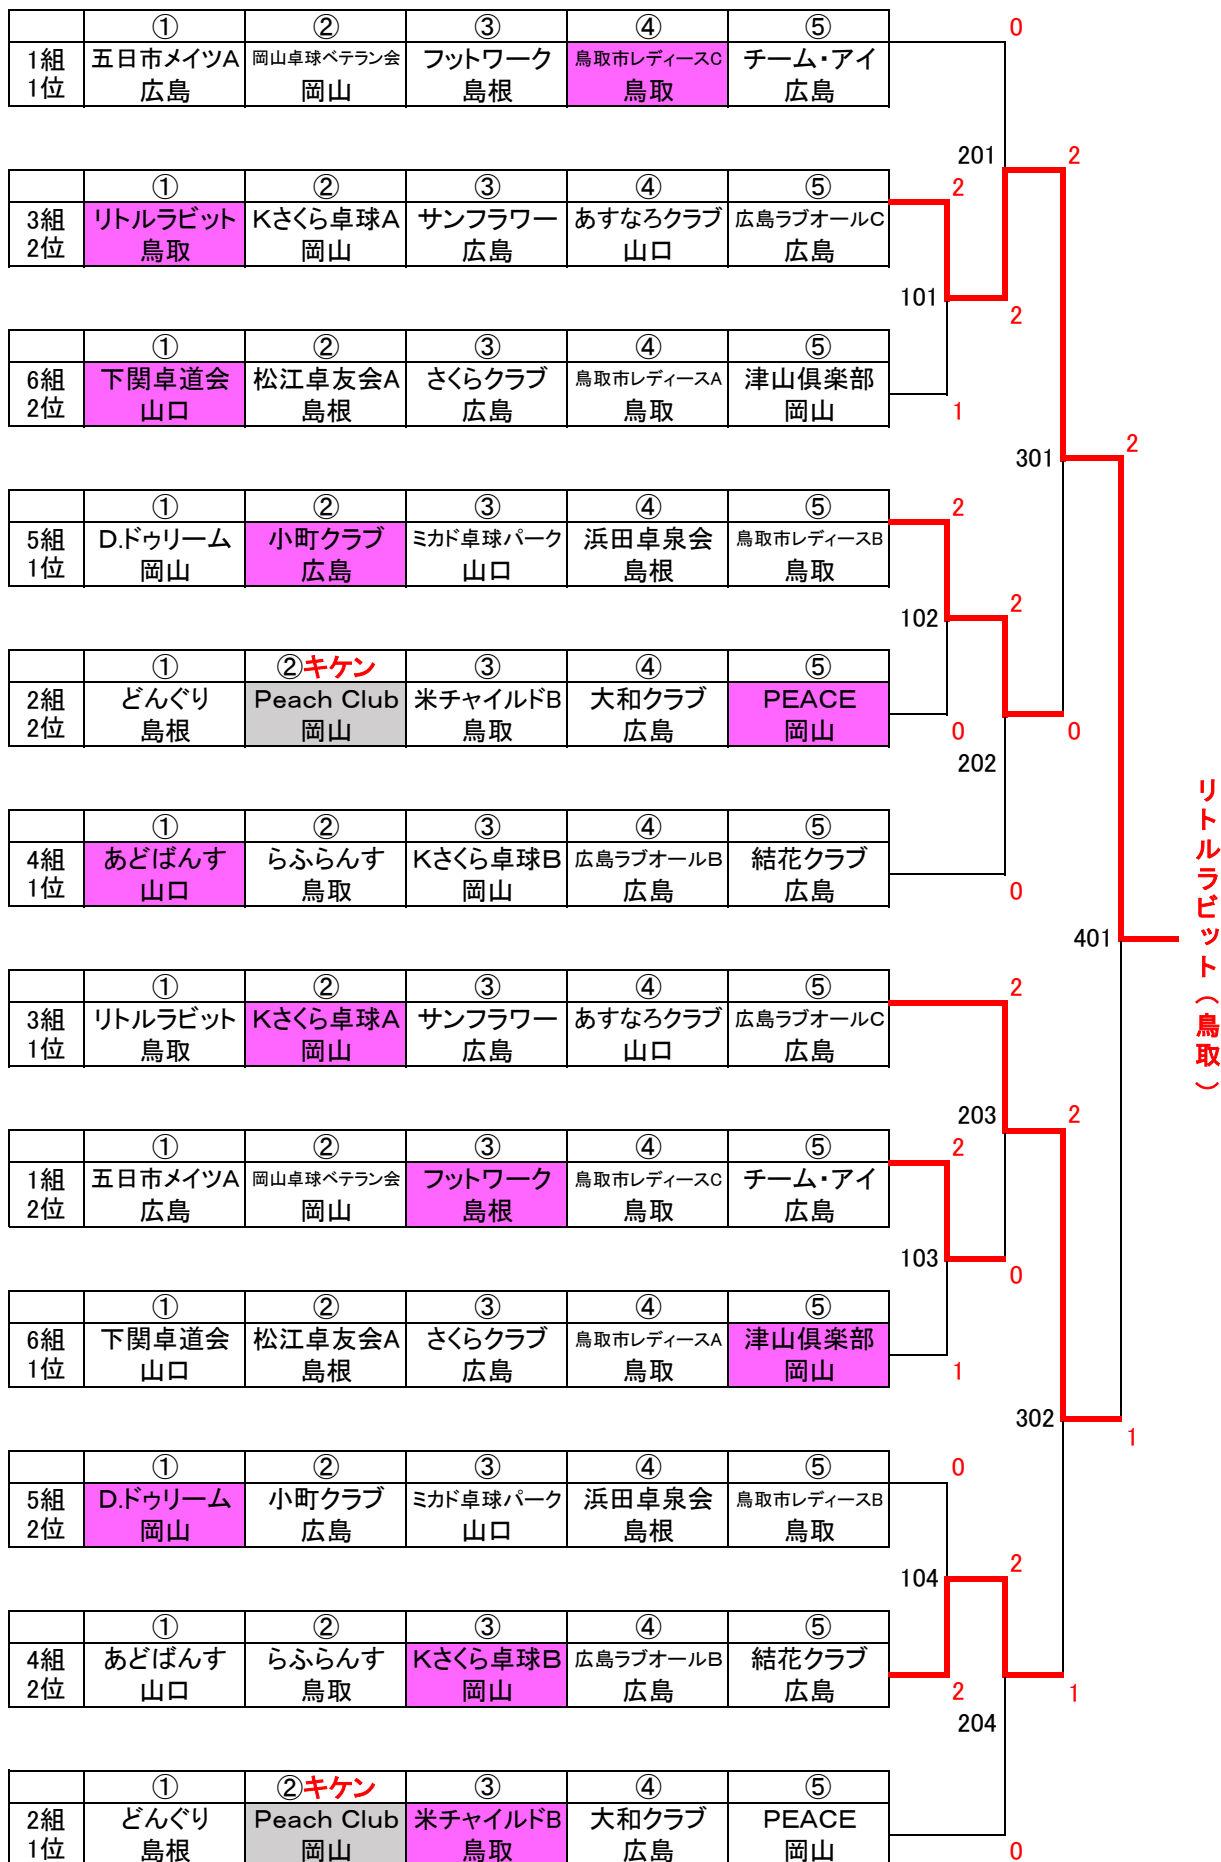 ① ② ③ ④ ⑤ 0
1組 五日市メイツA 岡山卓球ベテラン会 フットワーク 鳥取市レディースC チーム・アイ
1位 広島 岡山 島根 鳥取 広島
201 2
① ② ③ ④ ⑤ 2
3組 リトルラビット Kさくら卓球A サンフラワー あすなろクラブ 広島ラブオールC
2位 鳥取 岡山 広島 山口 広島
101 2
① ② ③ ④ ⑤
6組 下関卓道会 松江卓友会A さくらクラブ 鳥取市レディースA 津山倶楽部
2位 山口 島根 広島 鳥取 岡山 1
301 2
① ② ③ ④ ⑤ 2
5組 D.ドゥリーム 小町クラブ ミカド卓球パーク 浜田卓泉会 鳥取市レディースB
1位 岡山 広島 山口 島根 鳥取
102 2
① ②キケン ③ ④ ⑤
2組 どんぐり Peach Club 米チャイルドB 大和クラブ PEACE
2位 島根 岡山 鳥取 広島 岡山 0 0
202
① ② ③ ④ ⑤
4組 あどばんす らふらんす Kさくら卓球B 広島ラブオールB 結花クラブ
1位 山口 鳥取 岡山 広島 広島 0
401
リトルラビット（鳥取）
① ② ③ ④ ⑤ 2
3組 リトルラビット Kさくら卓球A サンフラワー あすなろクラブ 広島ラブオールC
1位 鳥取 岡山 広島 山口 広島
203 2
① ② ③ ④ ⑤ 2
1組 五日市メイツA 岡山卓球ベテラン会 フットワーク 鳥取市レディースC チーム・アイ
2位 広島 岡山 島根 鳥取 広島
103 0
① ② ③ ④ ⑤
6組 下関卓道会 松江卓友会A さくらクラブ 鳥取市レディースA 津山倶楽部
1位 山口 島根 広島 鳥取 岡山 1
302 1
① ② ③ ④ ⑤ 0
5組 D.ドゥリーム 小町クラブ ミカド卓球パーク 浜田卓泉会 鳥取市レディースB
2位 岡山 広島 山口 島根 鳥取
104 2
① ② ③ ④ ⑤
4組 あどばんす らふらんす Kさくら卓球B 広島ラブオールB 結花クラブ
2位 山口 鳥取 岡山 広島 広島 2 1
204
① ②キケン ③ ④ ⑤
2組 どんぐり Peach Club 米チャイルドB 大和クラブ PEACE
1位 島根 岡山 鳥取 広島 岡山 0